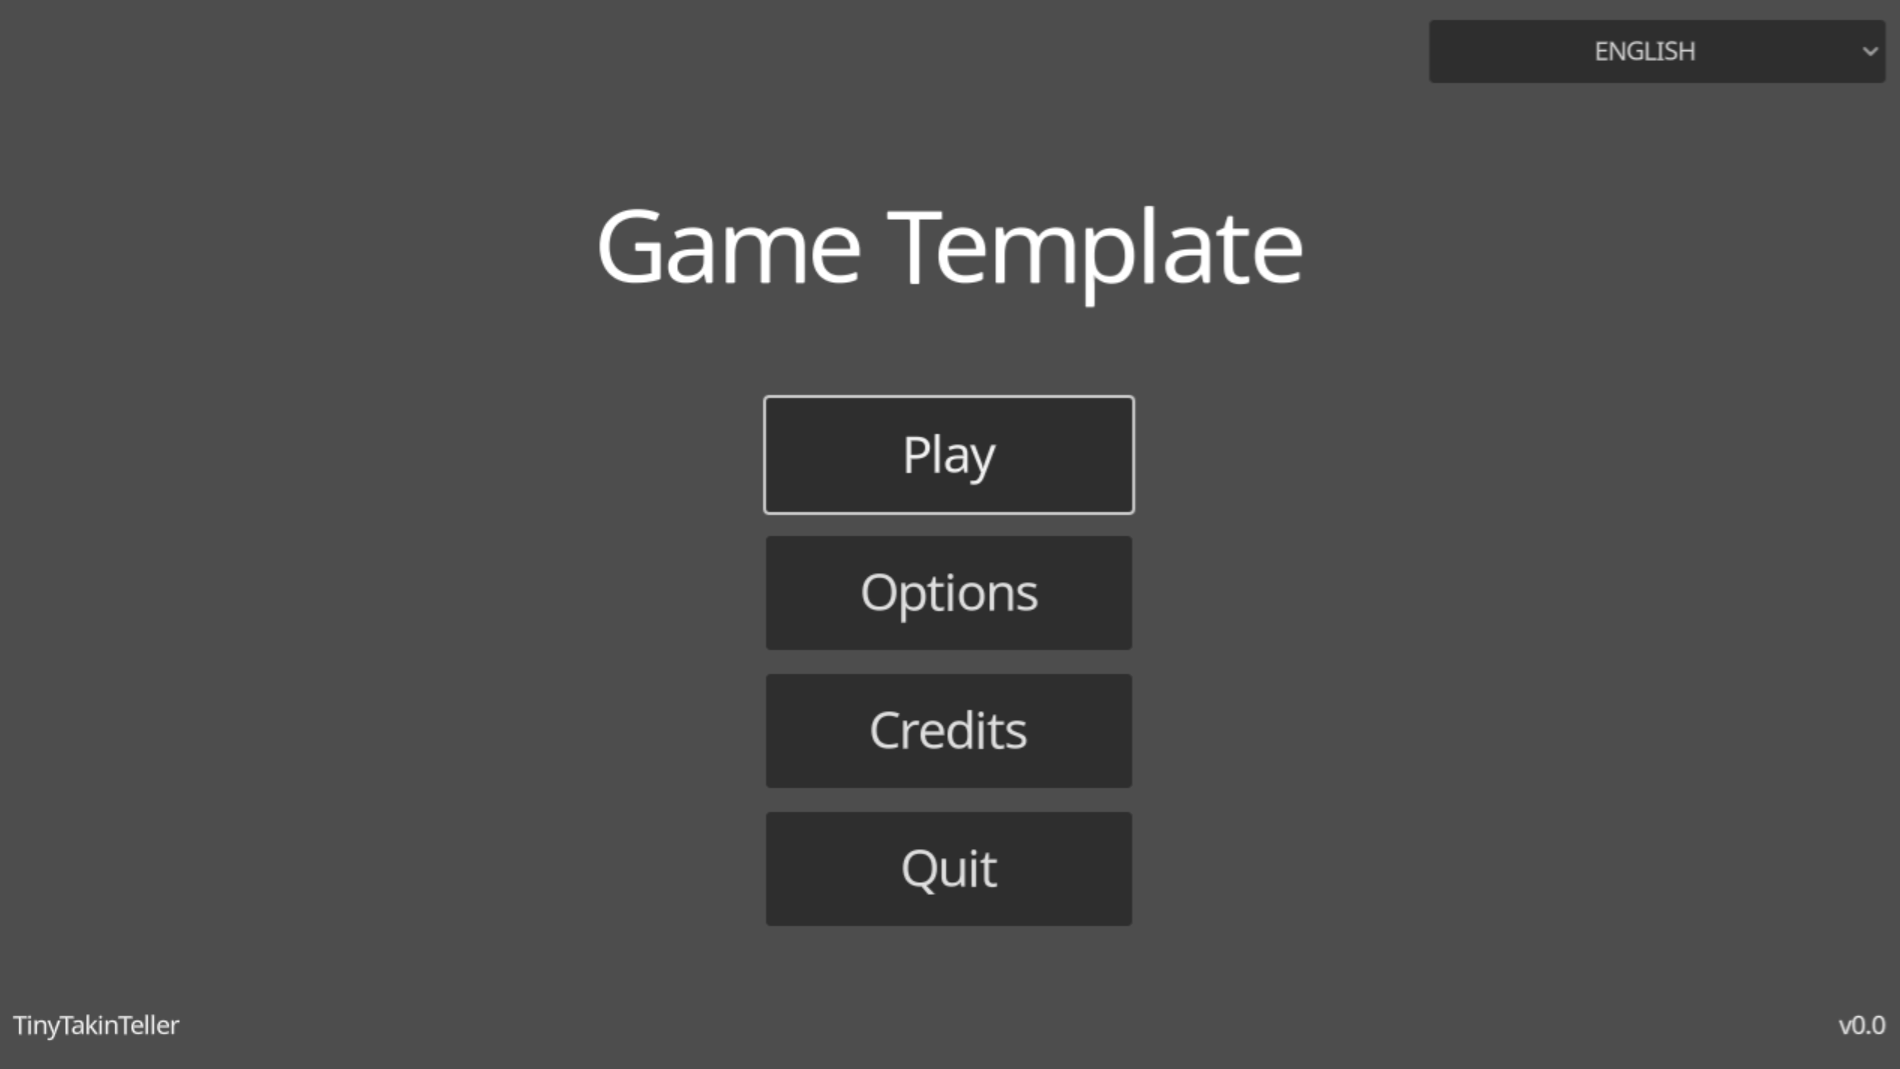 ENGLISH
Game Template
Play
Options
Credits
Quit
TinyTakinTeller
v0.0